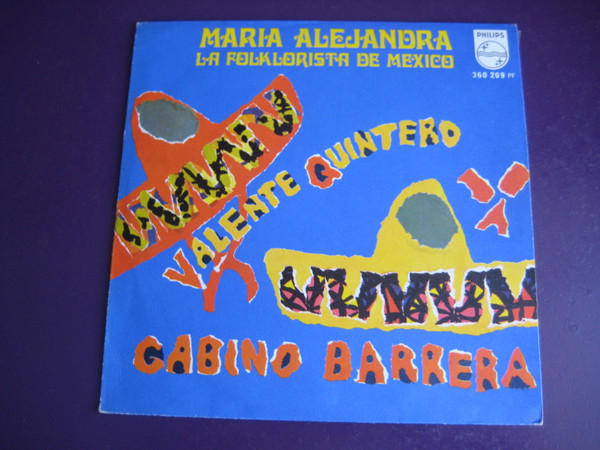 MARIA ALEJANDRA
LA FOLKLORISTA DE MEXICO
PHILIPS
360 209 PF
VALENTE QUINTERO
GABINO BARRERA